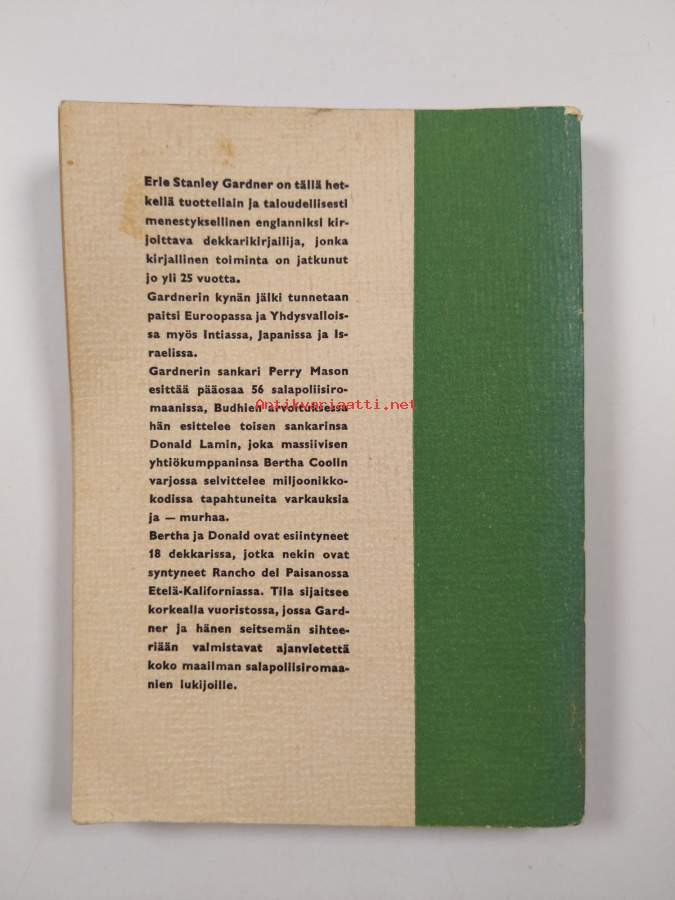 Erle Stanley Gardner on tällä het-
kellä tuotteliain ja taloudellisesti
menestyksellinen englanniksi kir-
joittava dekkarikirjailija, jonka
kirjallinen toiminta on jatkunut
jo yli 25 vuotta.
Gardnerin kynän jälki tunnetaan
paitsi Euroopassa ja Yhdysvallois-
sa myös Intiassa, Japanissa ja Is-
raelissa.
Gardnerin sankari Perry Mason
esittää pääosaa 56 salapoliisiro-
maanissa, Budhien arvoituksessa
Antikvariaatti.net
hän esittelee toisen sankarinsa
Donald Lamin, joka massiivisen
yhtiökumppaninsa Bertha Coolin
varjossa selvittelee miljoonikko-
kodissa tapahtuneita varkauksia
ja — murhaa.
Bertha ja Donald ovat esiintyneet
18 dekkarissa, jotka nekin ovat
syntyneet Rancho del Paisanossa
Etelä-Kaliforniassa. Tila sijaitsee
korkealla vuoristossa, jossa Gard-
ner ja hänen seitsemän sihtee-
riään valmistavat ajanvietettä
koko maailman salapoliisiromaa-
nien lukijoille.